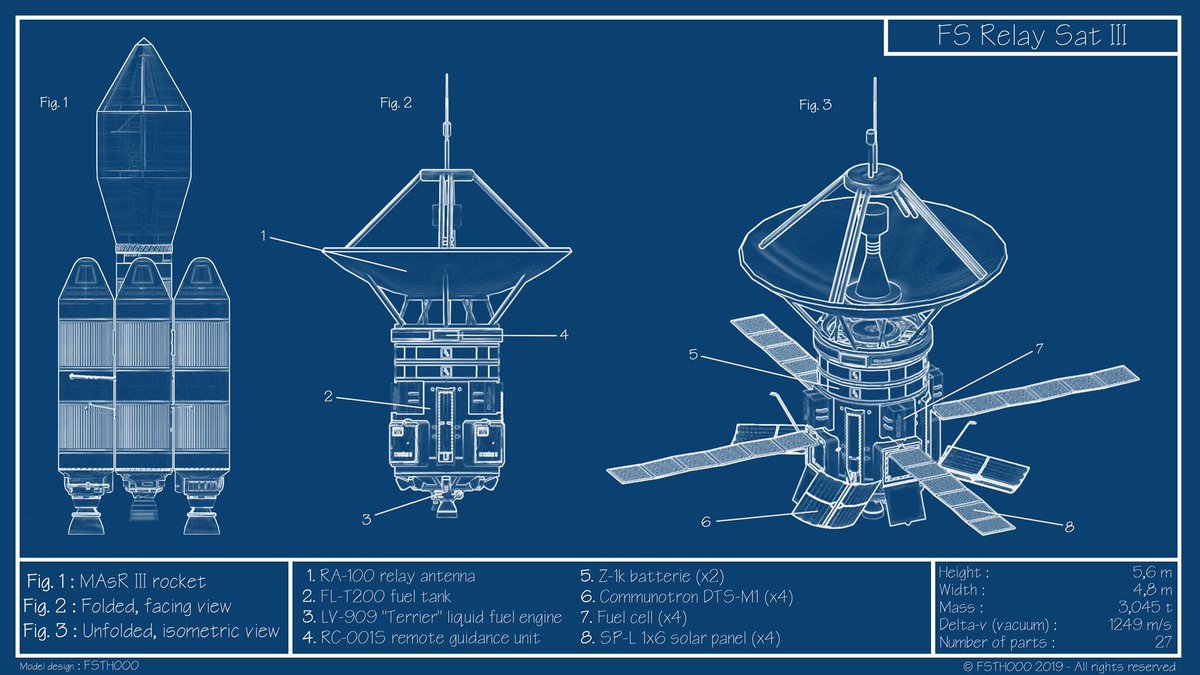 FS Relay Sat III
Fig. 1
Fig. 2
Fig. 3
1
2
3
4
5
6
7
8
Fig. 1 : MAsR III rocket
Fig. 2 : Folded, facing view
Fig. 3 : Unfolded, isometric view
1. RA-100 relay antenna
2. FL-T200 fuel tank
3. LV-909 "Terrier" liquid fuel engine
4. RC-001S remote guidance unit
5. Z-1k batterie (x2)
6. Communotron DTS-M1 (x4)
7. Fuel cell (x4)
8. SP-L 1x6 solar panel (x4)
Height : 5,6 m
Width : 4,8 m
Mass : 3,045 t
Delta-v (vacuum) : 1249 m/s
Number of parts : 27
Model design : FSTH000
© FSTH000 2019 - All rights reserved